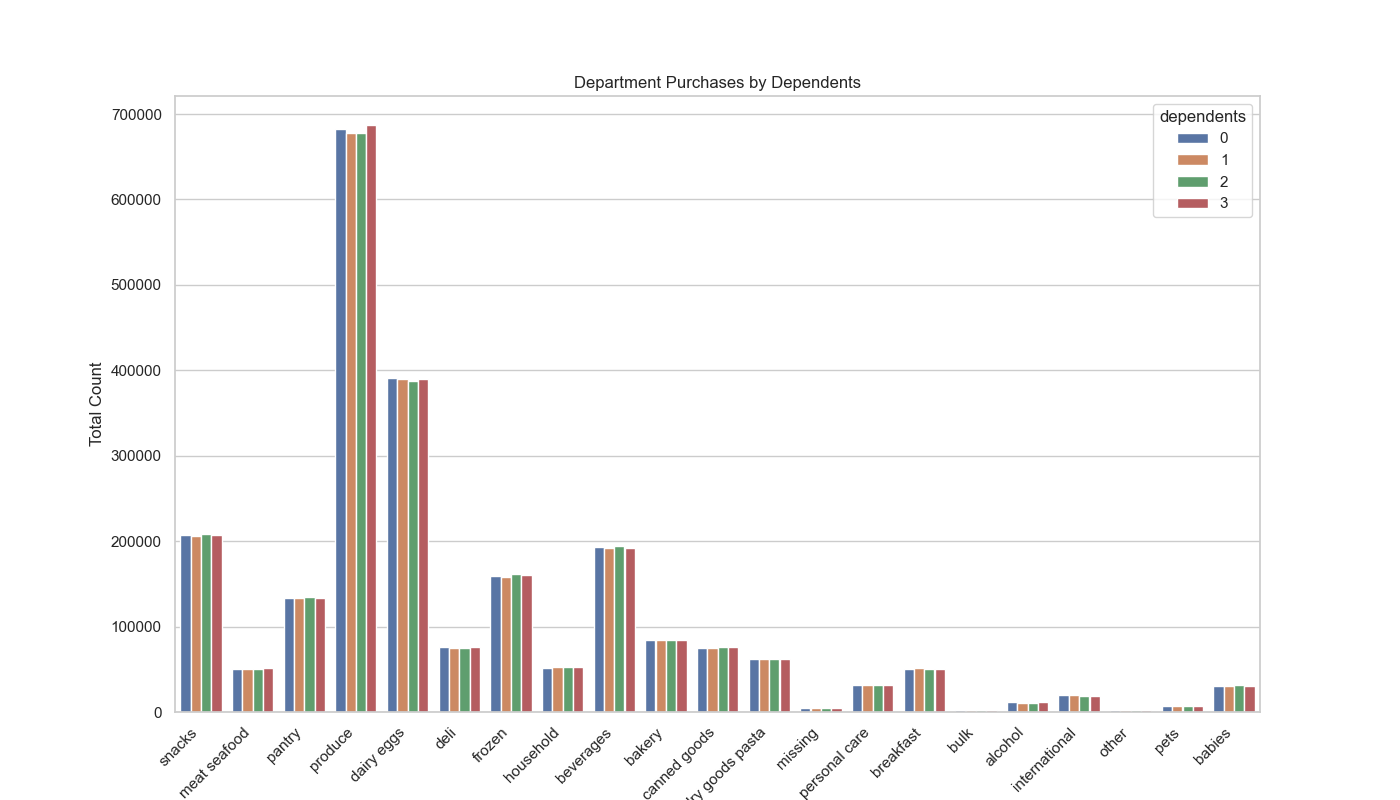 Department Purchases by Dependents
700000
600000
500000
400000
300000
200000
100000
0
Total Count
dependents
0
1
2
3
snacks
meat seafood
pantry
produce
dairy eggs
deli
frozen
household
beverages
bakery
canned goods
goods pasta
missing
personal care
breakfast
bulk
alcohol
international
other
pets
babies